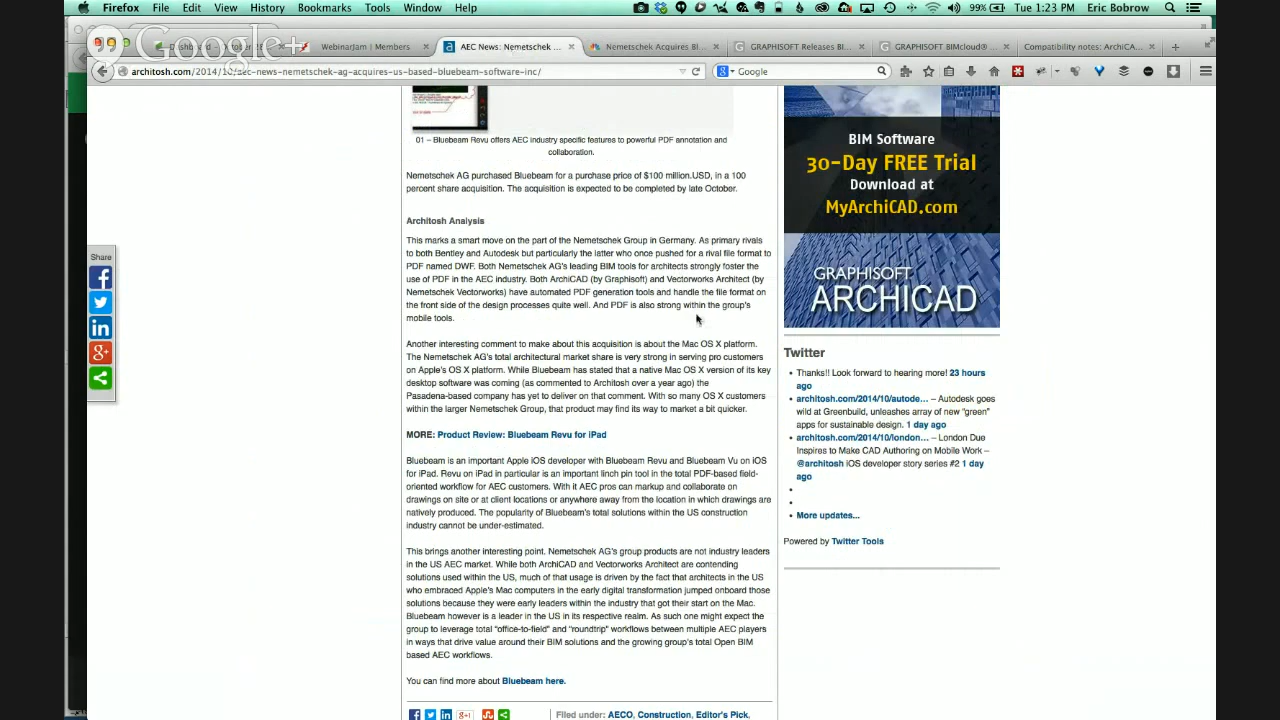 Firefox File Edit View History Bookmarks Tools Window Help 99% Tue 1:23 PM Eric Bobrow
Google+
WebinarJam | Members
AEC News: Nemetschek ...
Nemetschek Acquires Bl...
GRAPHISOFT Releases BI...
GRAPHISOFT BIMcloud® ...
Compatibility notes: ArchiCA...
architosh.com/2014/10/aec-news-nemetschek-ag-acquires-us-based-bluebeam-software-inc/
Google
Share
01 – Bluebeam Revu offers AEC industry specific features to powerful PDF annotation and
collaboration.
Nemetschek AG purchased Bluebeam for a purchase price of $100 million.USD, in a 100
percent share acquisition. The acquisition is expected to be completed by late October.
Architosh Analysis
This marks a smart move on the part of the Nemetschek Group in Germany. As primary rivals
to both Bentley and Autodesk but particularly the latter who once pushed for a rival file format to
PDF named DWF. Both Nemetschek AG's leading BIM tools for architects strongly foster the
use of PDF in the AEC industry. Both ArchiCAD (by Graphisoft) and Vectorworks Architect (by
Nemetschek Vectorworks) have automated PDF generation tools and handle the file format on
the front side of the design processes quite well. And PDF is also strong within the group's
mobile tools.
Another interesting comment to make about this acquisition is about the Mac OS X platform.
The Nemetschek AG's total architectural market share is very strong in serving pro customers
on Apple's OS X platform. While Bluebeam has stated that a native Mac OS X version of its key
desktop software was coming (as commented to Architosh over a year ago) the
Pasadena-based company has yet to deliver on that comment. With so many OS X customers
within the larger Nemetschek Group, that product may find its way to market a bit quicker.
MORE: Product Review: Bluebeam Revu for iPad
Bluebeam is an important Apple iOS developer with Bluebeam Revu and Bluebeam Vu on iOS
for iPad. Revu on iPad in particular is an important linch pin tool in the total PDF-based field-
oriented workflow for AEC customers. With it AEC pros can markup and collaborate on
drawings on site or at client locations or anywhere away from the location in which drawings are
natively produced. The popularity of Bluebeam's total solutions within the US construction
industry cannot be under-estimated.
This brings another interesting point. Nemetschek AG's group products are not industry leaders
in the US AEC market. While both ArchiCAD and Vectorworks Architect are contending
solutions used within the US, much of that usage is driven by the fact that architects in the US
who embraced Apple's Mac computers in the early digital transformation jumped onboard those
solutions because they were early leaders within the industry that got their start on the Mac.
Bluebeam however is a leader in the US in its respective realm. As such one might expect the
group to leverage total "office-to-field" and "roundtrip" workflows between multiple AEC players
in ways that drive value around their BIM solutions and the growing group's total Open BIM
based AEC workflows.
You can find more about Bluebeam here.
Filed under: AECO, Construction, Editor's Pick,
BIM Software
30-Day FREE Trial
Download at
MyArchiCAD.com
GRAPHISOFT
ARCHICAD
Twitter
Thanks!! Look forward to hearing more! 23 hours
ago
architosh.com/2014/10/autode... – Autodesk goes
wild at Greenbuild, unleashes array of new "green"
apps for sustainable design. 1 day ago
architosh.com/2014/10/london... – London Due
Inspires to Make CAD Authoring on Mobile Work –
@architosh iOS developer story series #2 1 day
ago
More updates...
Powered by Twitter Tools